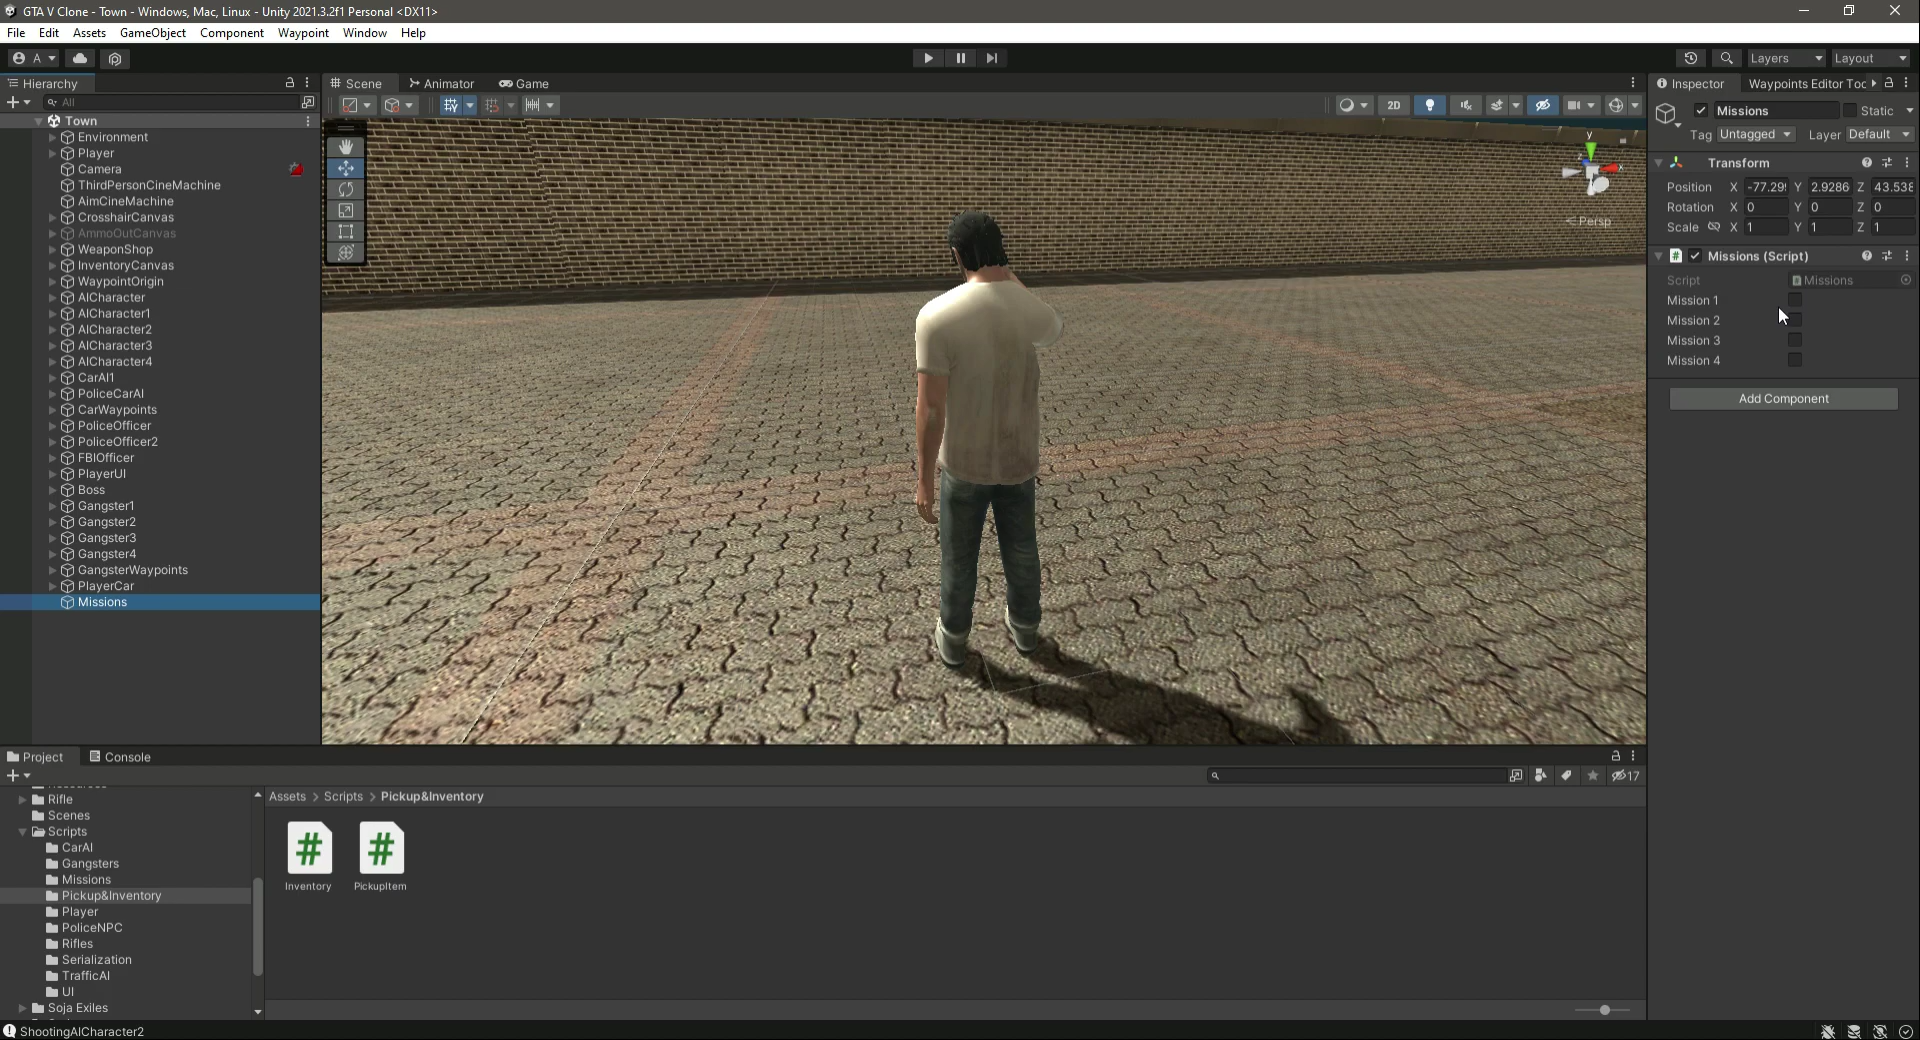 GTA V Clone - Town - Windows, Mac, Linux - Unity 2021.3.2f1 Personal <DX11>
File Edit Assets GameObject Component Waypoint Window Help
A
Layers
Layout
Hierarchy
All
Town
Environment
Player
Camera
ThirdPersonCineMachine
AimCineMachine
CrosshairCanvas
AmmoOutCanvas
WeaponShop
InventoryCanvas
WaypointOrigin
AICharacter
AICharacter1
AICharacter2
AICharacter3
AICharacter4
CarAI1
PoliceCarAI
CarWaypoints
PoliceOfficer
PoliceOfficer2
FBIOfficer
PlayerUI
Boss
Gangster1
Gangster2
Gangster3
Gangster4
GangsterWaypoints
PlayerCar
Missions
Scene
Animator
Game
2D
y
x
z
< Persp
Inspector
Waypoints Editor Toc
Missions
Static
Tag Untagged Layer Default
Transform
Position X -77.29 Y 2.9286 Z 43.538
Rotation X 0 Y 0 Z 0
Scale X 1 Y 1 Z 1
# Missions (Script)
Script Missions
Mission 1
Mission 2
Mission 3
Mission 4
Add Component
Project
Console
17
Rifle
Scenes
Scripts
CarAI
Gangsters
Missions
Pickup&Inventory
Player
PoliceNPC
Rifles
Serialization
TrafficAI
UI
Soja Exiles
Assets > Scripts > Pickup&Inventory
# #
Inventory PickupItem
ShootingAICharacter2